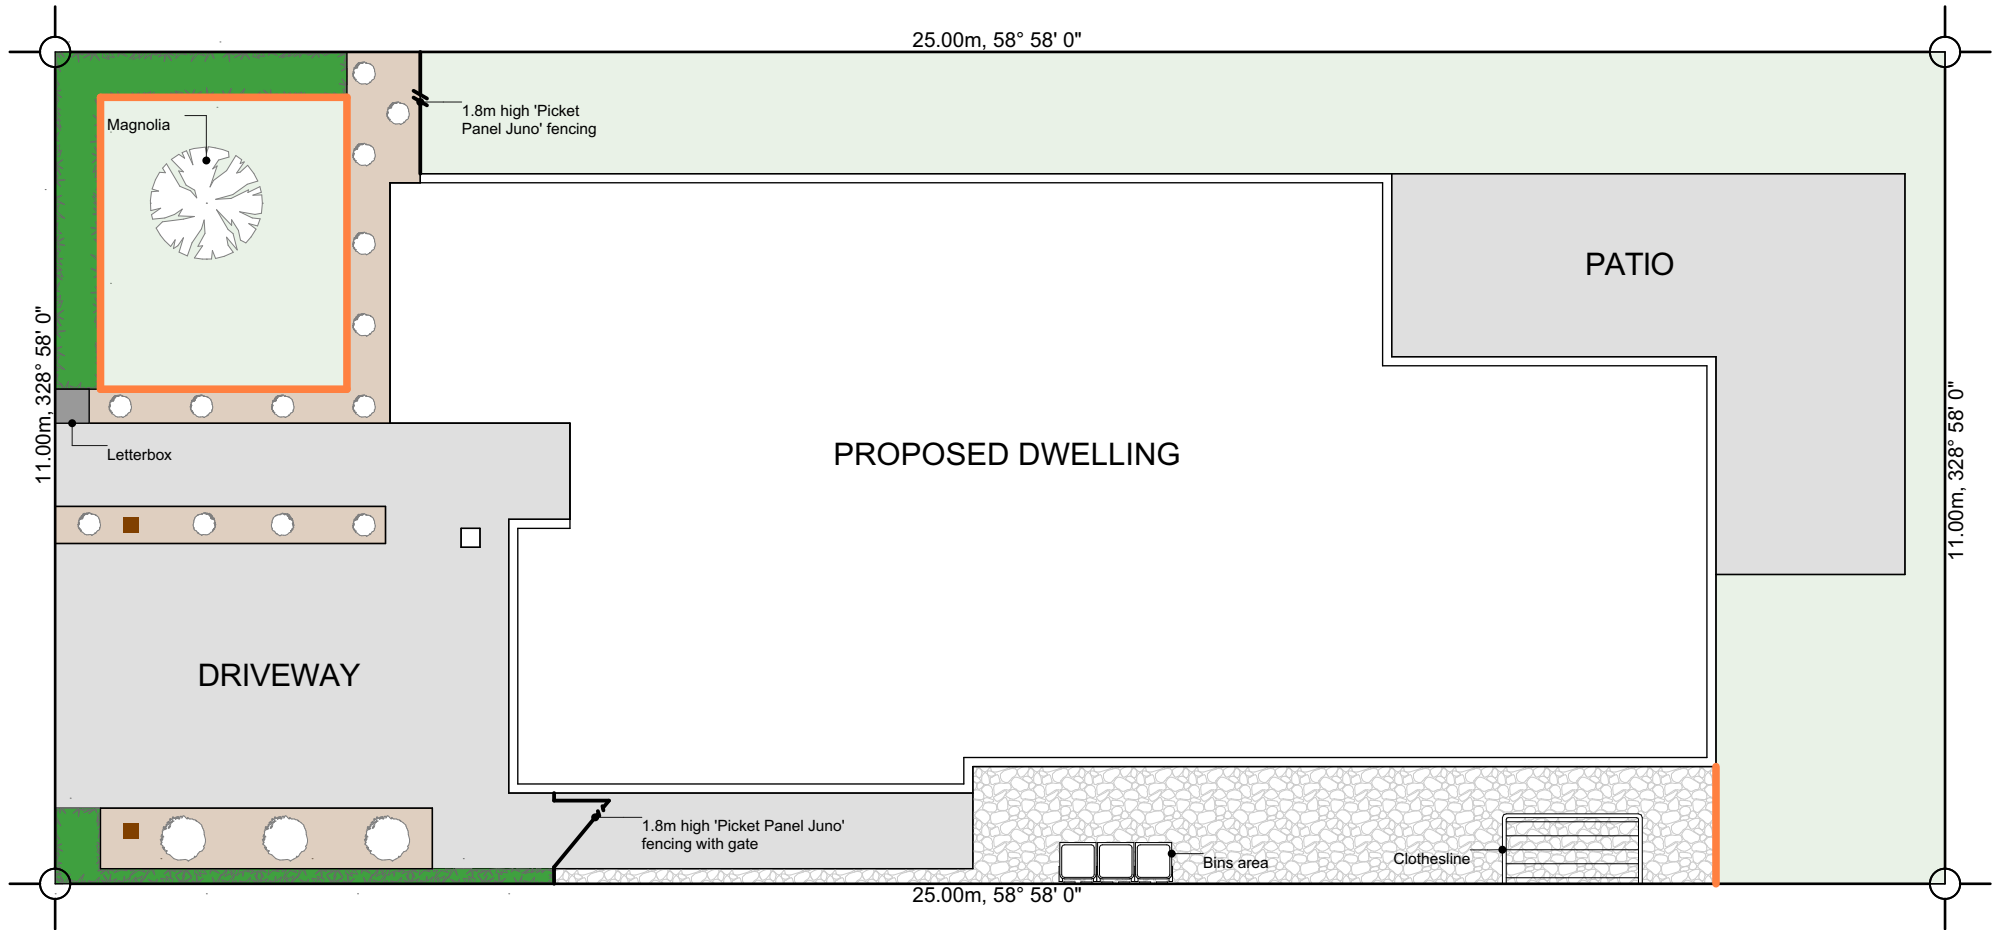 25.00m, 58° 58' 0"
Magnolia
1.8m high 'Picket
Panel Juno' fencing
PATIO
11.00m, 328° 58' 0"
Letterbox
PROPOSED DWELLING
11.00m, 328° 58' 0"
DRIVEWAY
1.8m high 'Picket Panel Juno'
fencing with gate
Bins area
Clothesline
25.00m, 58° 58' 0"